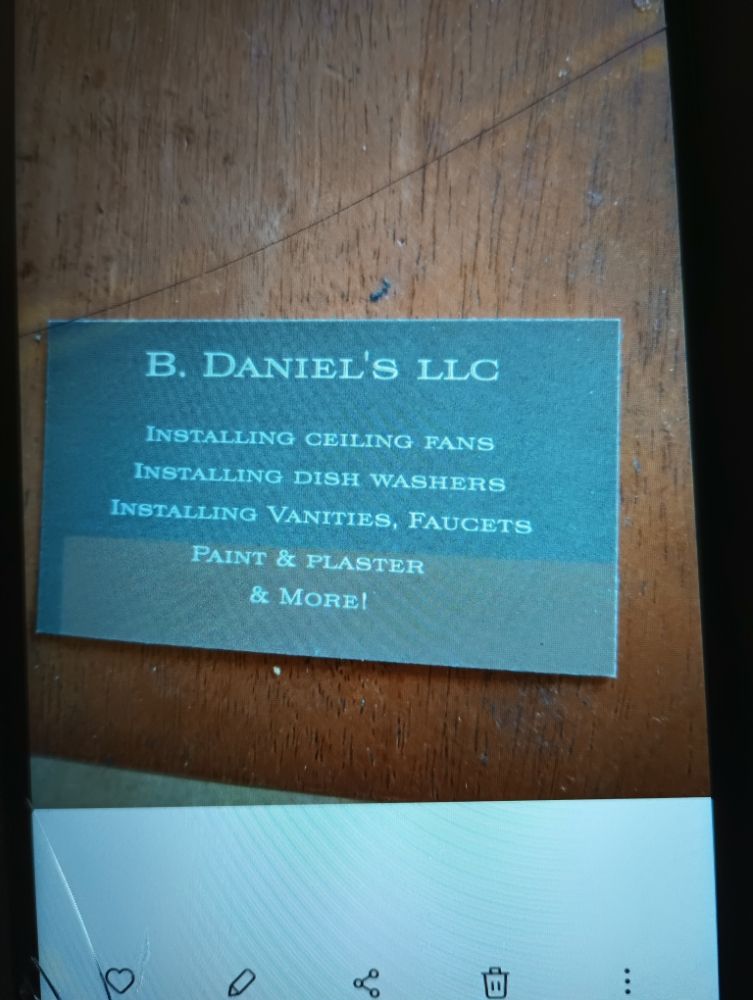 B. DANIEL'S LLC
INSTALLING CEILING FANS
INSTALLING DISH WASHERS
INSTALLING VANITIES, FAUCETS
PAINT & PLASTER
& MORE!